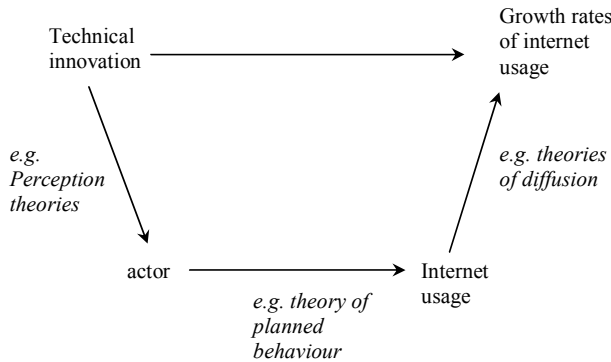 Technical
innovation
Growth rates
of internet
usage
e.g.
Perception
theories
e.g. theories
of diffusion
actor
Internet
usage
e.g. theory of
planned
behaviour